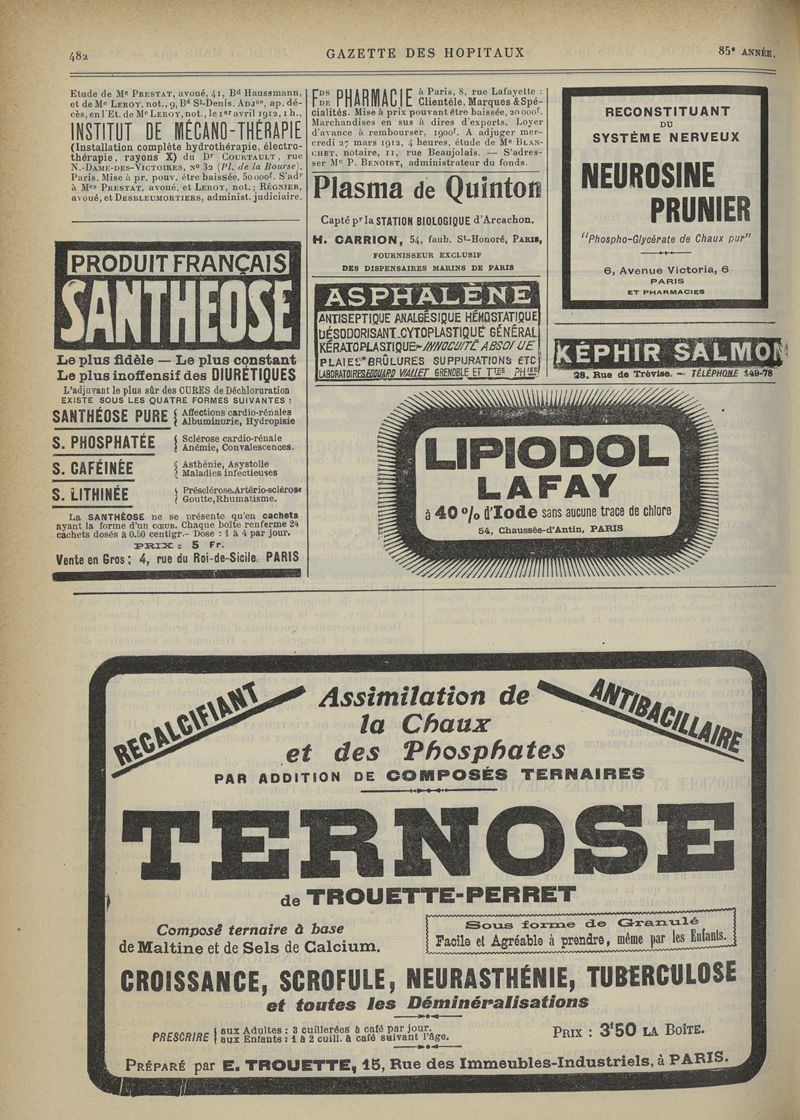 482
GAZETTE DES HOPITAUX
85e ANNÉE.
Etude de Me PRESTAT, avoué, 41, Bd Haussmann,
et de Me LEROY, not., 9, Bd St-Denis. ADJon, ap. dé-
cès, en l'Et. de Me LEROY, not., le 1er avril 1912, 1 h.,
INSTITUT DE MÉCANO-THÉRAPIE
(Installation complète hydrothérapie, électro-
thérapie, rayons X) du Dr COURTAULT, rue
N.-DAME-DES-VICTOIRES, No 32 (Pl. de la Bourse),
Paris. Mise à pr. pouv. être baissée, 50000f. S'adr
à Mes PRESTAT, avoué, et LEROY, not.; RÉGNIER,
avoué, et DESBLEUMORTIERS, administ. judiciaire.
PRODUIT FRANÇAIS
SANTHEOSE
Le plus fidèle — Le plus constant
Le plus inoffensif des DIURÉTIQUES
L'adjuvant le plus sûr des CURES de Déchloruration
EXISTE SOUS LES QUATRE FORMES SUIVANTES :
SANTHÉOSE PURE { Affections cardio-rénales
Albuminurie, Hydropisie
S. PHOSPHATÉE { Sclérose cardio-rénale
Anémie, Convalescences
S. CAFÉINÉE { Asthénie, Asystolie
Maladies infectieuses
S. LITHINÉE } Présclérose, Artério-sclérose
Goutte, Rhumatisme.
La SANTHÉOSE ne se présente qu'en cachets
ayant la forme d'un cœur. Chaque boîte renferme 24
cachets dosés à 0.50 centigr.- Dose : 1 à 4 par jour.
PRIX : 5 Fr.
Vente en Gros : 4, rue du Roi-de-Sicile. PARIS
FDS DE PHARMACIE à Paris, 8, rue Lafayette :
Clientèle, Marques & Spé-
cialités. Mise à prix pouvant être baissée, 20000f.
Marchandises en sus à dires d'experts. Loyer
d'avance à rembourser, 1900f. A adjuger mer-
credi 27 mars 1912, 4 heures, étude de Me BLAN-
CHET, notaire, 11, rue Beaujolais. — S'adres-
ser Me P. BENOIST, administrateur du fonds.
Plasma de Quinton
Capté pr la STATION BIOLOGIQUE d'Arcachon.
H. CARRION, 54, faub. St-Honoré, PARIS,
FOURNISSEUR EXCLUSIF
DES DISPENSAIRES MARINS DE PARIS
ASPHALÈNE
ANTISEPTIQUE ANALGÉSIQUE HÉMOSTATIQUE
DÉSODORISANT. CYTOPLASTIQUE GÉNÉRAL
KÉRATOPLASTIQUE - INVOCUITÉ ABSOLUE
PLAIES BRÛLURES SUPPURATIONS ETC
LABORATOIRES EDOUARD VIALLET GRENOBLE ET TTES PHIES
RECONSTITUANT
DU
SYSTÈME NERVEUX
NEUROSINE
PRUNIER
"Phospho-Glycérate de Chaux pur"
6, Avenue Victoria, 6
PARIS
ET PHARMACIES
KÉPHIR SALMON
28, Rue de Trévise. — TÉLÉPHONE 149-78
LIPIODOL
LAFAY
à 40 % d'Iode sans aucune trace de chlore
54, Chaussée-d'Antin, PARIS
RECALCIFIANT
Assimilation de
la Chaux
et des Phosphates
ANTIBACILLAIRE
PAR ADDITION DE COMPOSÉS TERNAIRES
TERNOSE
de TROUETTE-PERRET
Composé ternaire à base
de Maltine et de Sels de Calcium.
Sous forme de Granulé
Facile et Agréable à prendre, même par les Enfants.
CROISSANCE, SCROFULE, NEURASTHÉNIE, TUBERCULOSE
et toutes les Déminéralisations
PRESCRIRE { aux Adultes : 3 cuillerées à café par jour.
aux Enfants : 1 à 2 cuill. à café suivant l'âge.
PRIX : 3f50 LA BOÎTE.
PRÉPARÉ par E. TROUETTE, 15, Rue des Immeubles-Industriels, à PARIS.